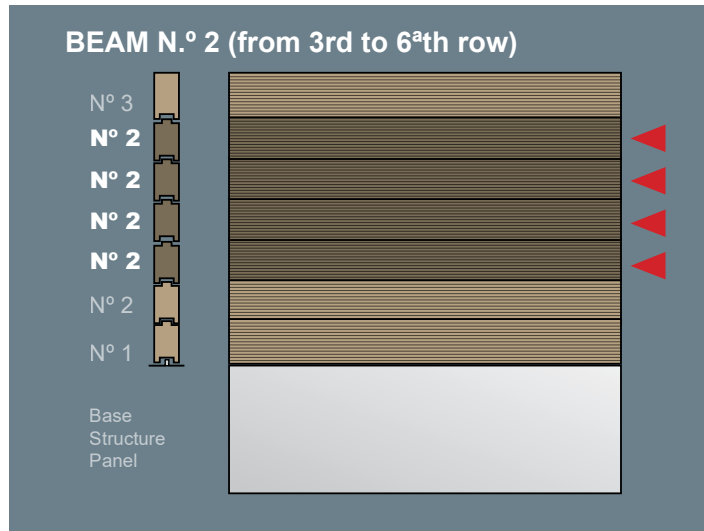 BEAM N.º 2 (from 3rd to 6ªth row)
Nº 3
Nº 2
Nº 2
Nº 2
Nº 2
Nº 2
Nº 1
Base
Structure
Panel